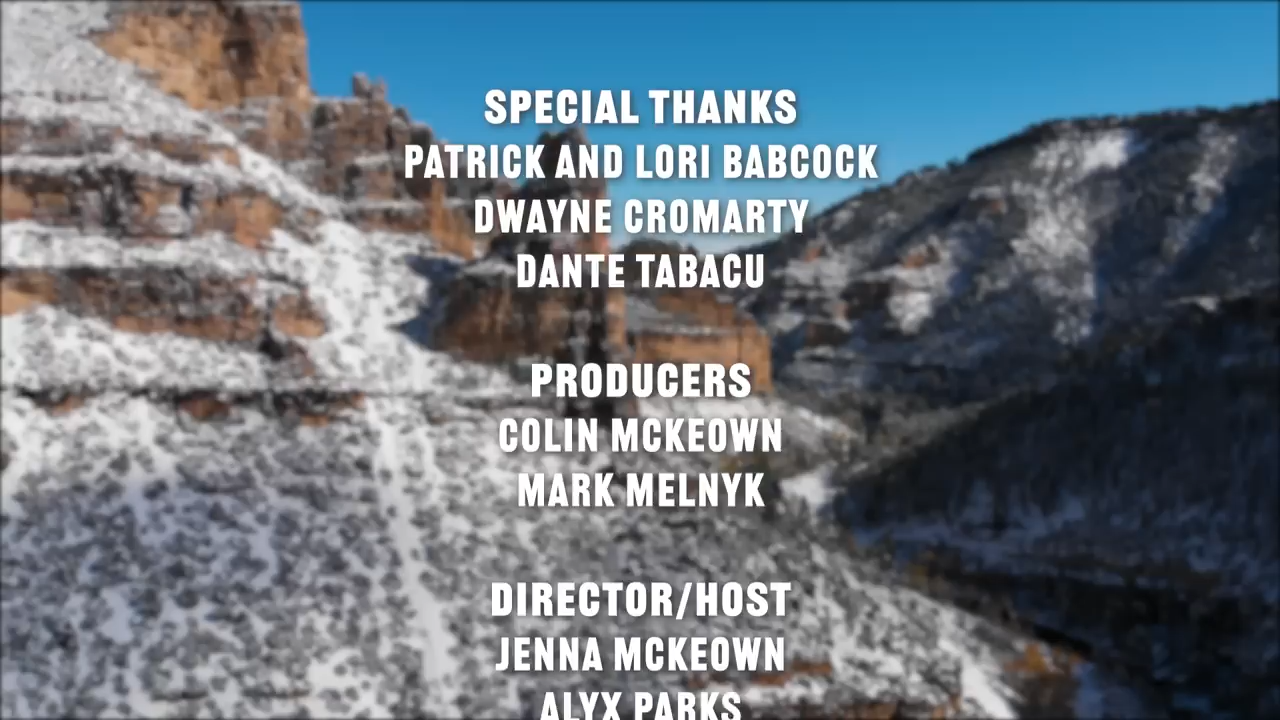 SPECIAL THANKS
PATRICK AND LORI BABCOCK
DWAYNE CROMARTY
DANTE TABACU
PRODUCERS
COLIN MCKEOWN
MARK MELNYK
DIRECTOR/HOST
JENNA MCKEOWN
ALYX PARKS